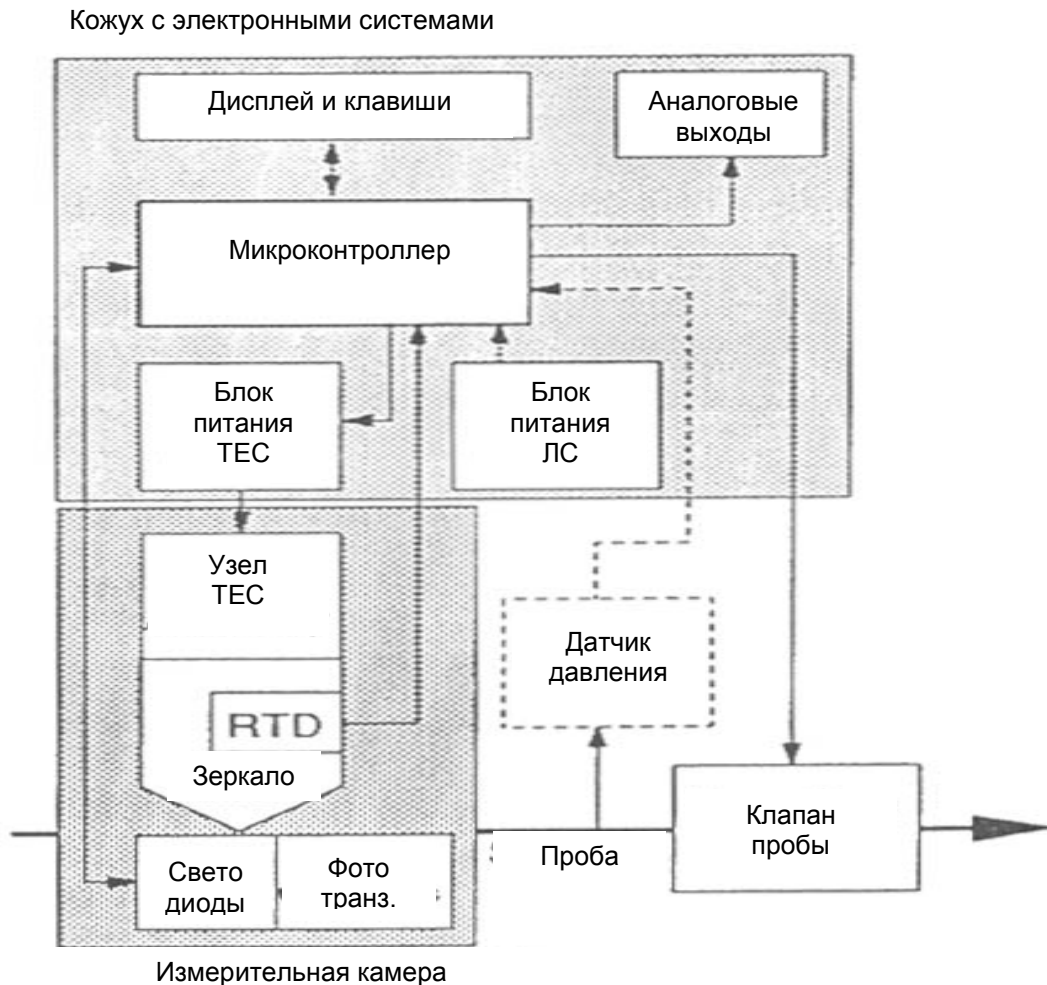 Кожух с электронными системами
Дисплей и клавиши
Аналоговые
выходы
Микроконтроллер
Блок
питания
ТЕС
Блок
питания
ЛС
Узел
ТЕС
Датчик
давления
RTD
Зеркало
Клапан
пробы
Проба
Свето
диоды
Фото
транз.
Измерительная камера